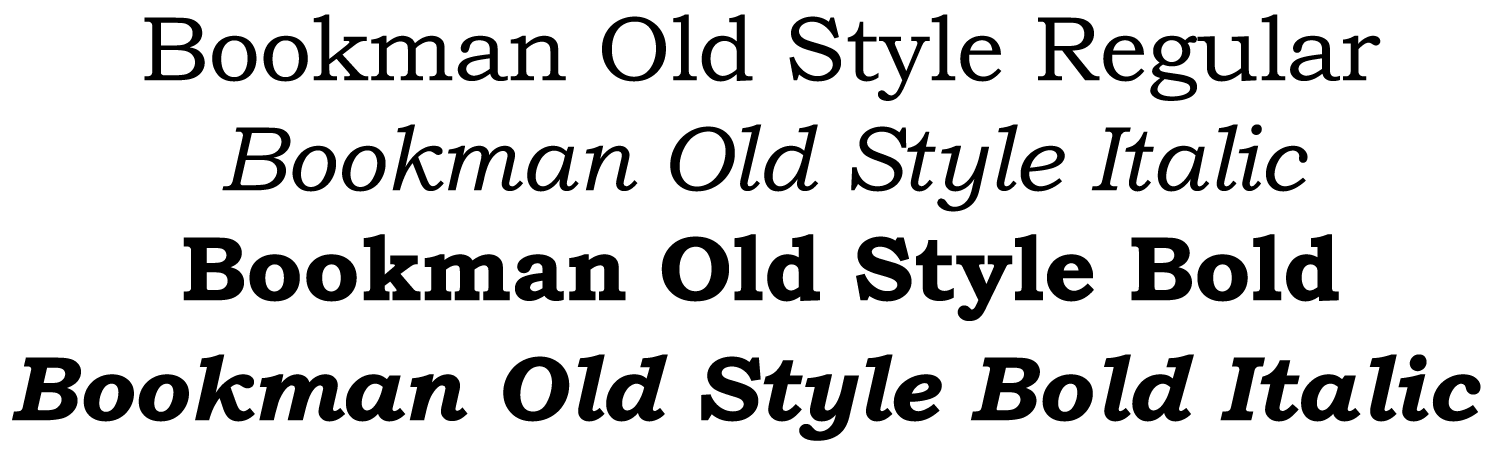 Bookman Old Style Regular
Bookman Old Style Italic
Bookman Old Style Bold
Bookman Old Style Bold Italic